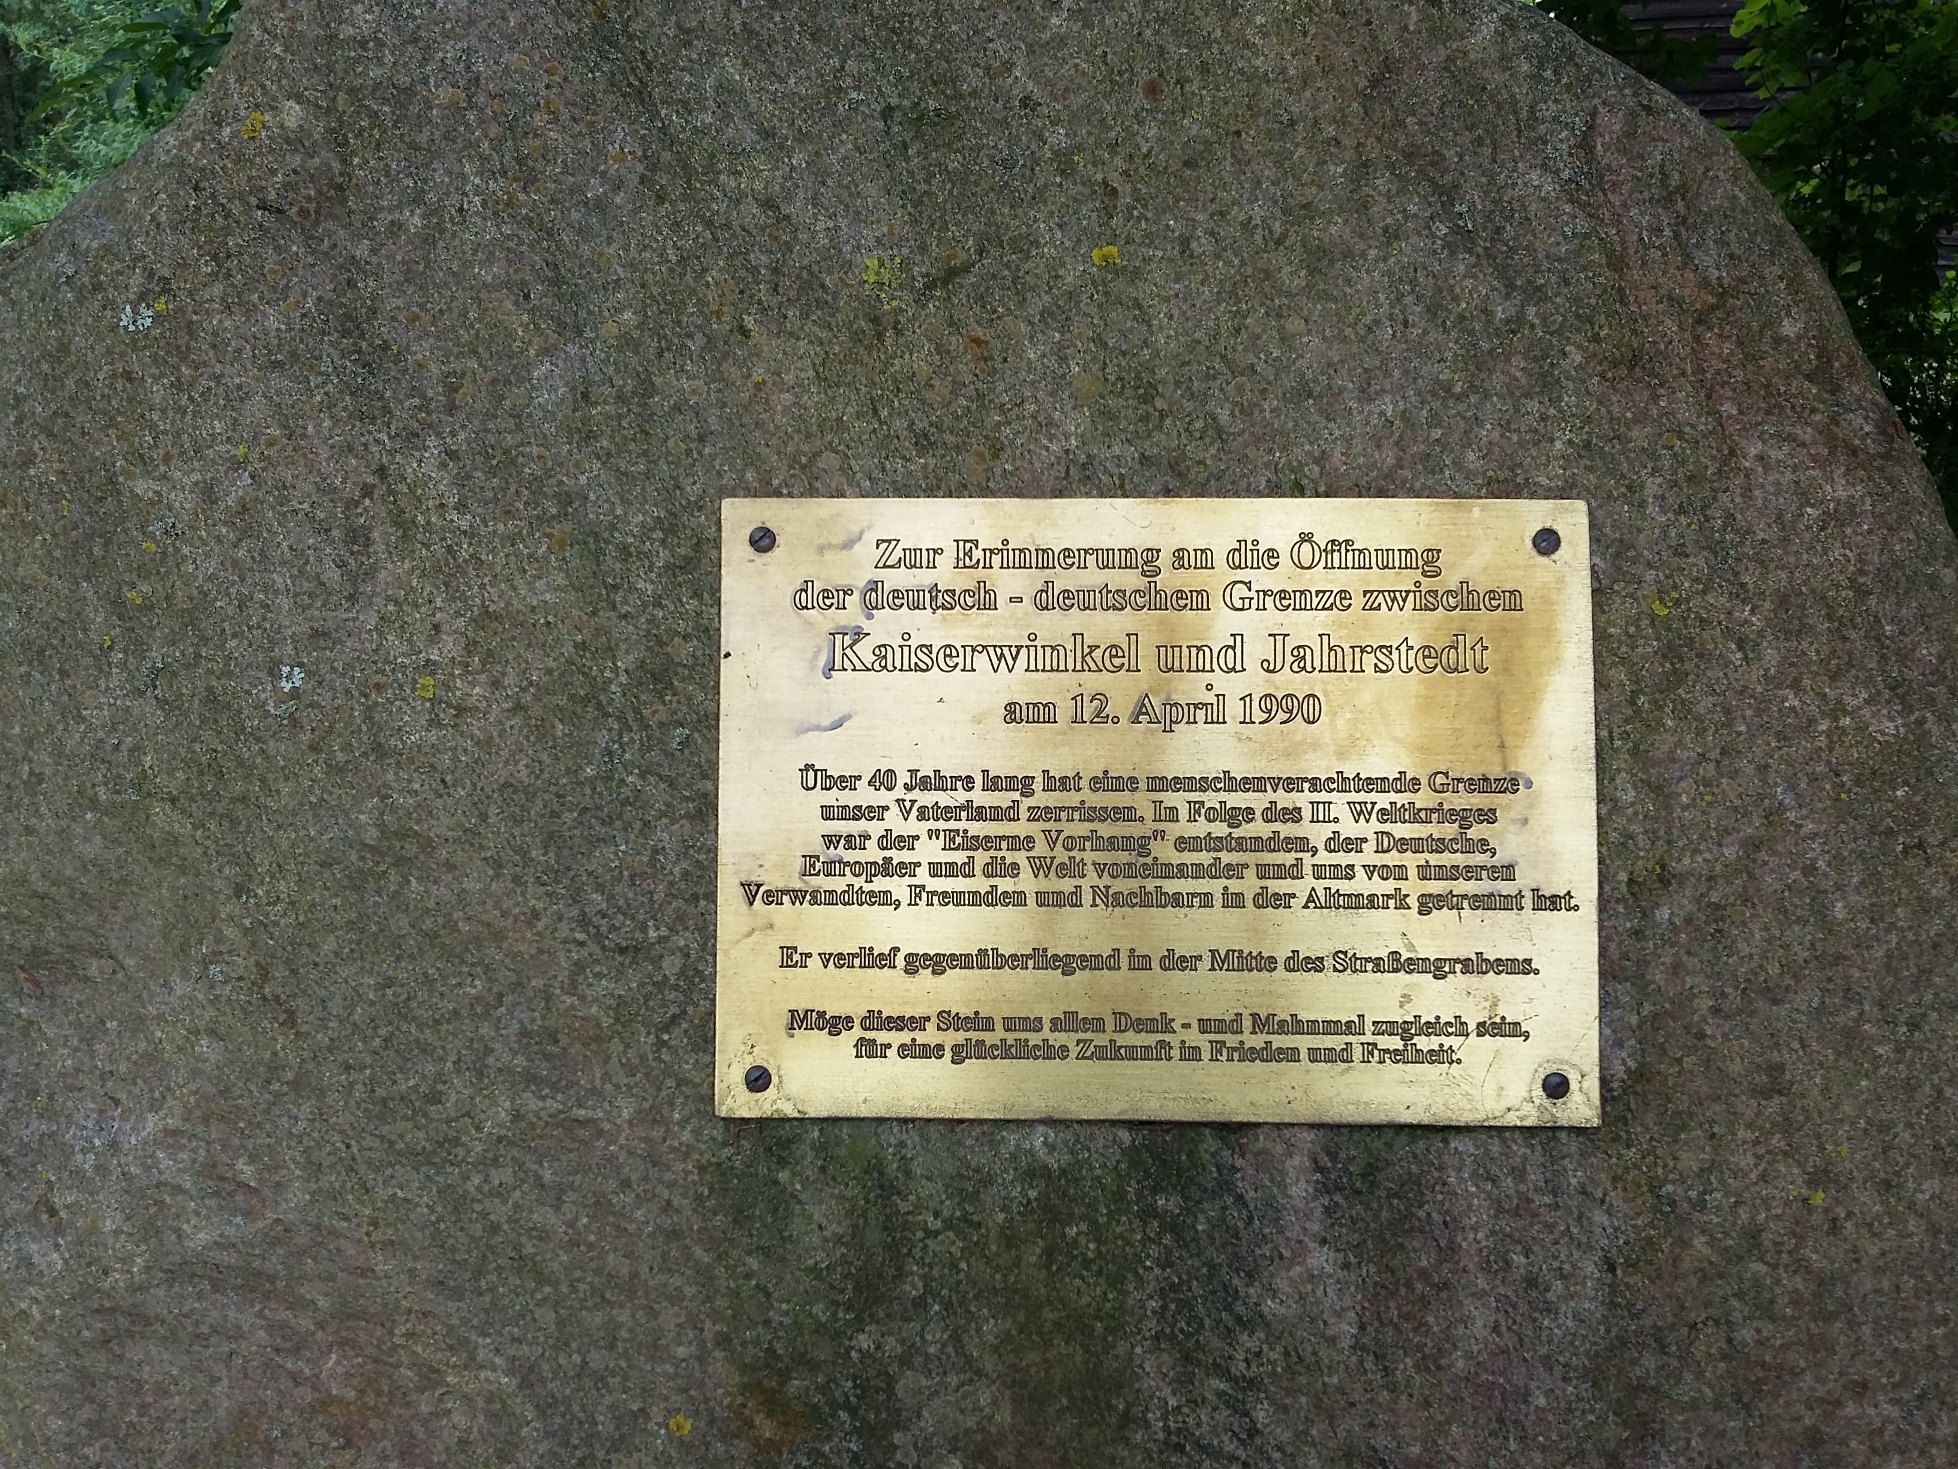 Zur Erinnerung an die Öffnung
der deutsch - deutschen Grenze zwischen
Kaiserwinkel und Jahrstedt
am 12. April 1990
Über 40 Jahre lang hat eine menschenverachtende Grenze
unser Vaterland zerrissen. In Folge des II. Weltkrieges
war der "Eiserne Vorhang" entstanden, der Deutsche,
Europäer und die Welt voneinander und uns von unseren
Verwandten, Freunden und Nachbarn in der Altmark getrennt hat.
Er verlief gegenüberliegend in der Mitte des Straßengrabens.
Möge dieser Stein uns allen Denk - und Mahnmal zugleich sein,
für eine glückliche Zukunft in Frieden und Freiheit.